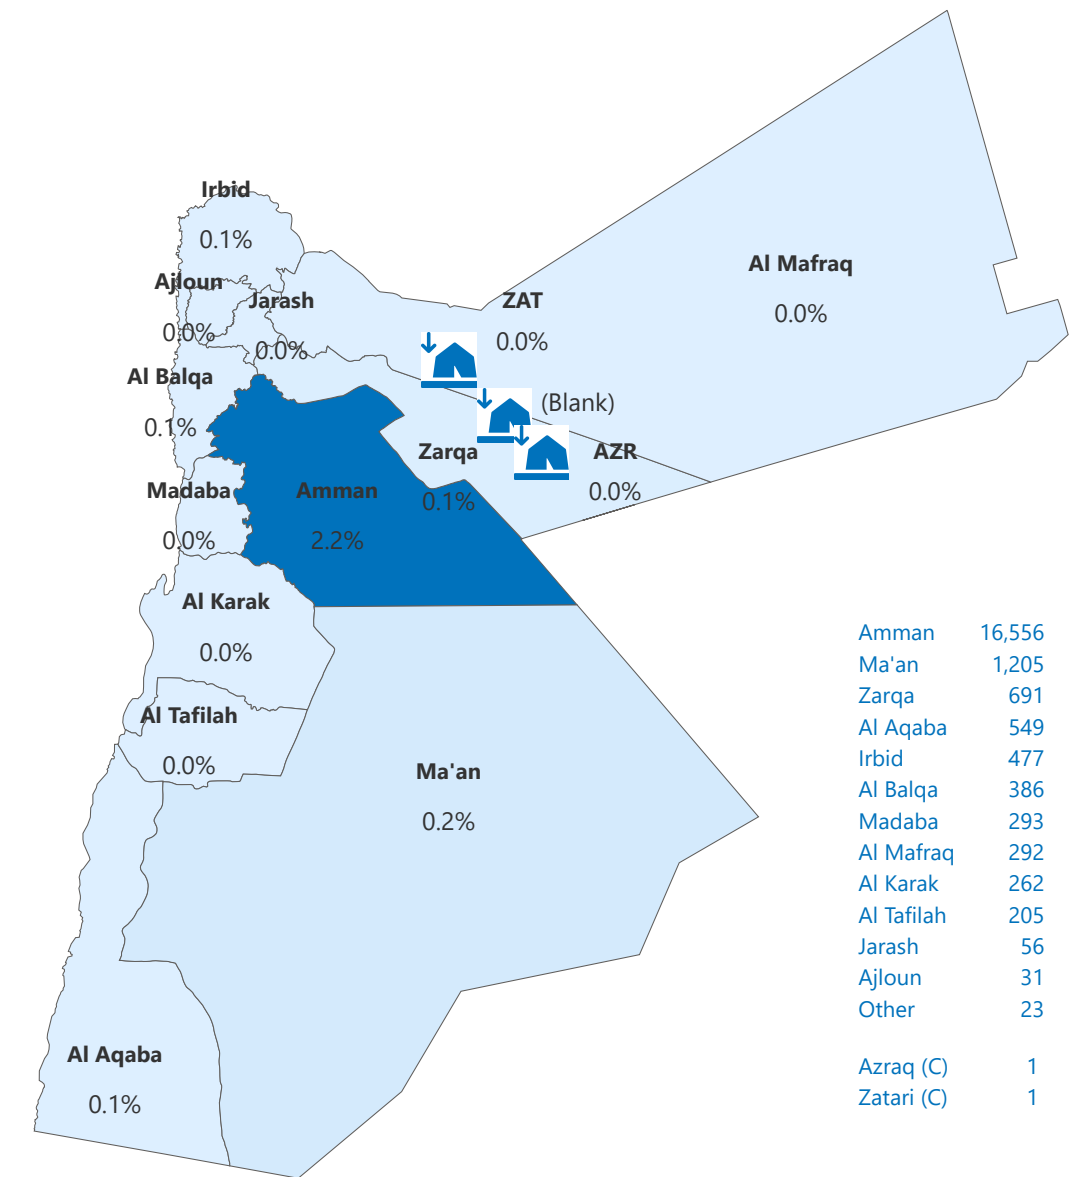 Irbid
0.1%
Al Mafraq
0.0%
Ajloun
0.0%
Jarash
0.0%
ZAT
0.0%
Al Balqa
0.1%
(Blank)
Zarqa
0.1%
AZR
0.0%
Madaba
0.0%
Amman
2.2%
Al Karak
0.0%
Al Tafilah
0.0%
Ma'an
0.2%
Al Aqaba
0.1%
Amman 16,556
Ma'an 1,205
Zarqa 691
Al Aqaba 549
Irbid 477
Al Balqa 386
Madaba 293
Al Mafraq 292
Al Karak 262
Al Tafilah 205
Jarash 56
Ajloun 31
Other 23
Azraq (C) 1
Zatari (C) 1